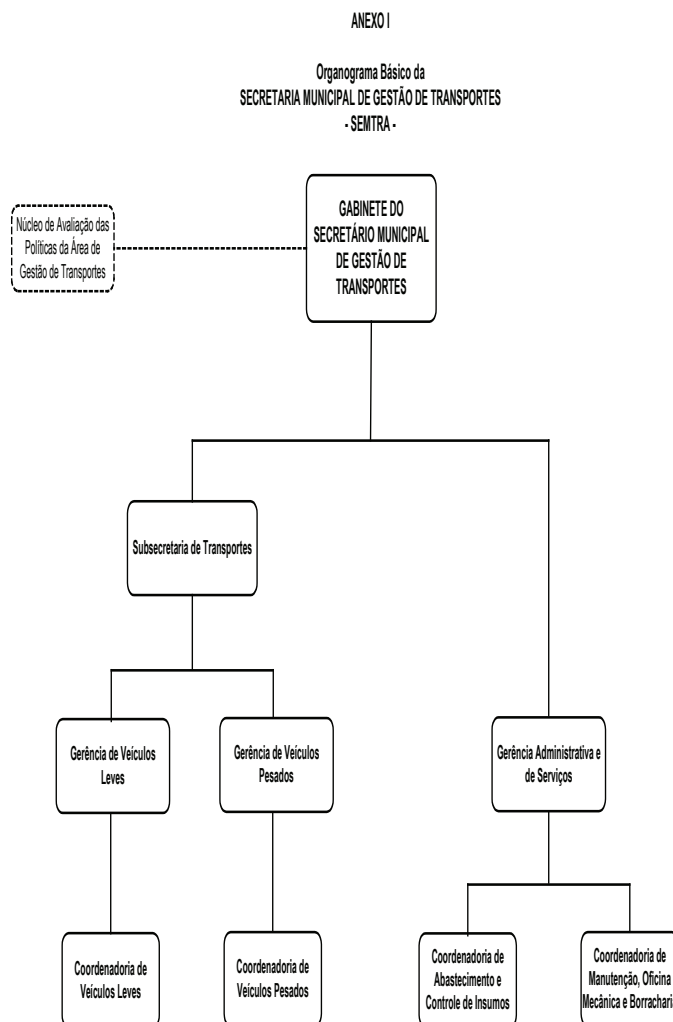 ANEXO I
Organograma Básico da
SECRETARIA MUNICIPAL DE GESTÃO DE TRANSPORTES
- SEMTRA -
Núcleo de Avaliação das
Políticas da Área de
Gestão de Transportes
GABINETE DO
SECRETÁRIO MUNICIPAL
DE GESTÃO DE
TRANSPORTES
Subsecretaria de Transportes
Gerência de Veículos
Leves
Gerência de Veículos
Pesados
Gerência Administrativa e
de Serviços
Coordenadoria de
Veículos Leves
Coordenadoria de
Veículos Pesados
Coordenadoria de
Abastecimento e
Controle de Insumos
Coordenadoria de
Manutenção, Oficina
Mecânica e Borracharia